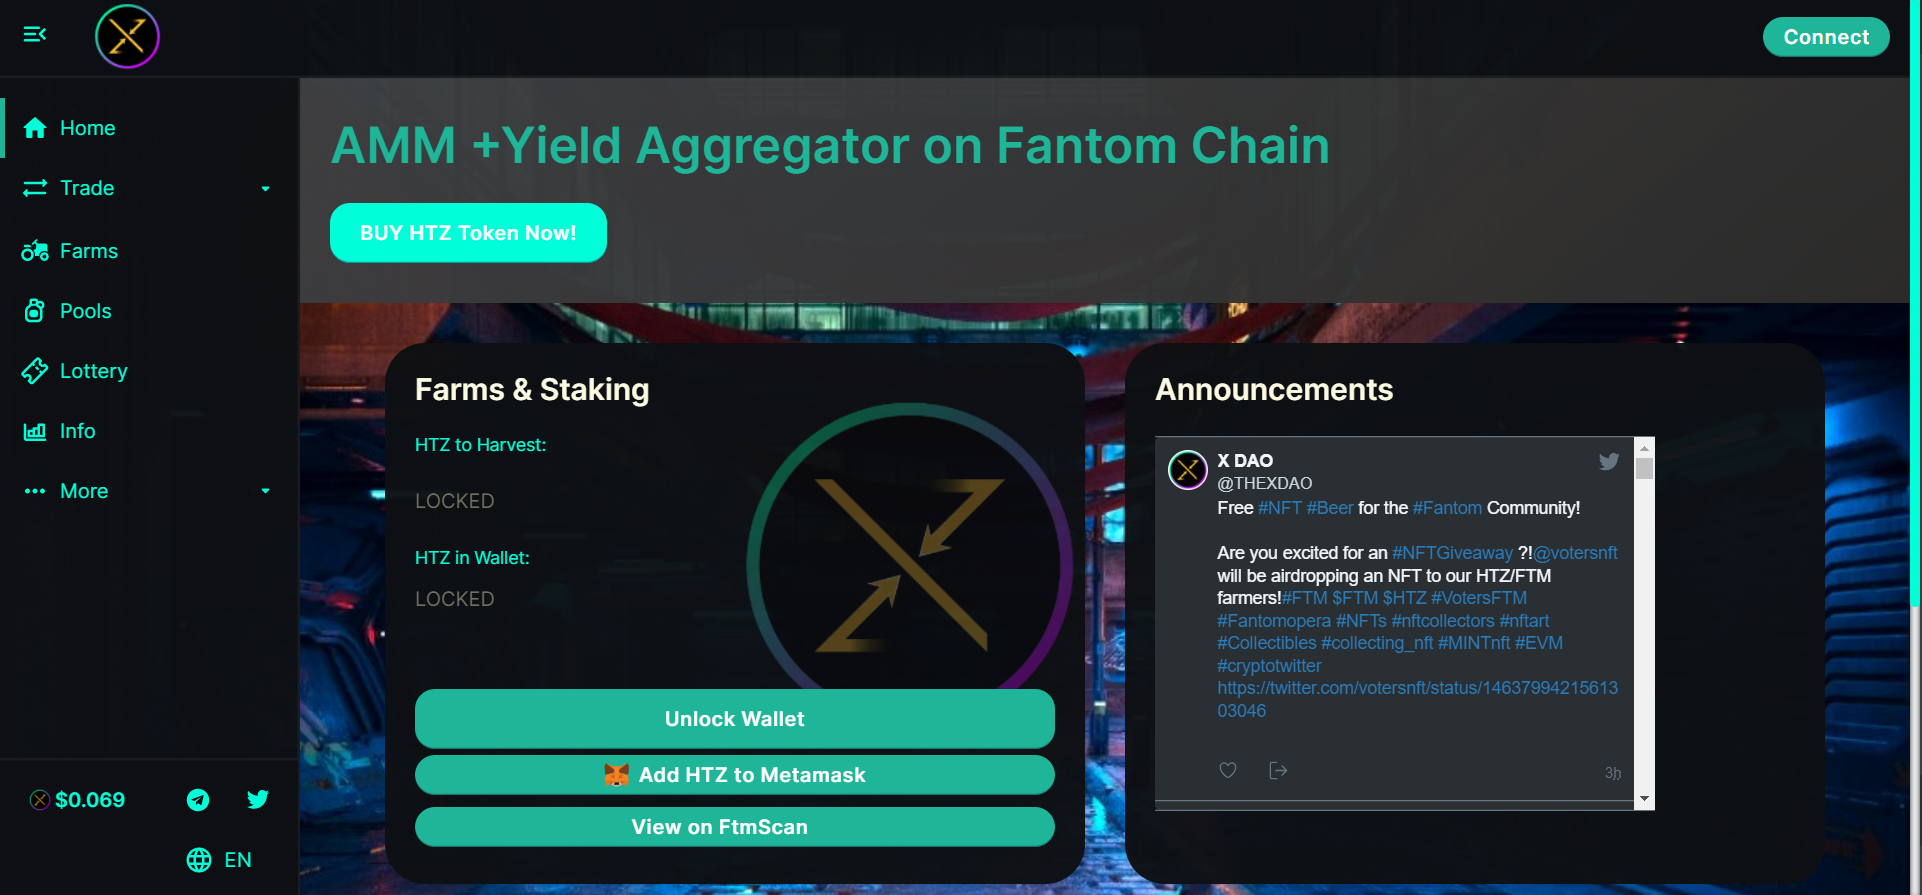 Connect
Home
Trade
Farms
Pools
Lottery
Info
More
$0.069
EN
AMM +Yield Aggregator on Fantom Chain
BUY HTZ Token Now!
Farms & Staking
HTZ to Harvest:
LOCKED
HTZ in Wallet:
LOCKED
Unlock Wallet
Add HTZ to Metamask
View on FtmScan
Announcements
X DAO
@THEXDAO
Free #NFT #Beer for the #Fantom Community!
Are you excited for an #NFTGiveaway ?!@votersnft
will be airdropping an NFT to our HTZ/FTM
farmers!#FTM $FTM $HTZ #VotersFTM
#Fantomopera #NFTs #nftcollectors #nftart
#Collectibles #collecting_nft #MINTnft #EVM
#cryptotwitter
https://twitter.com/votersnft/status/14637994215613
03046
3h